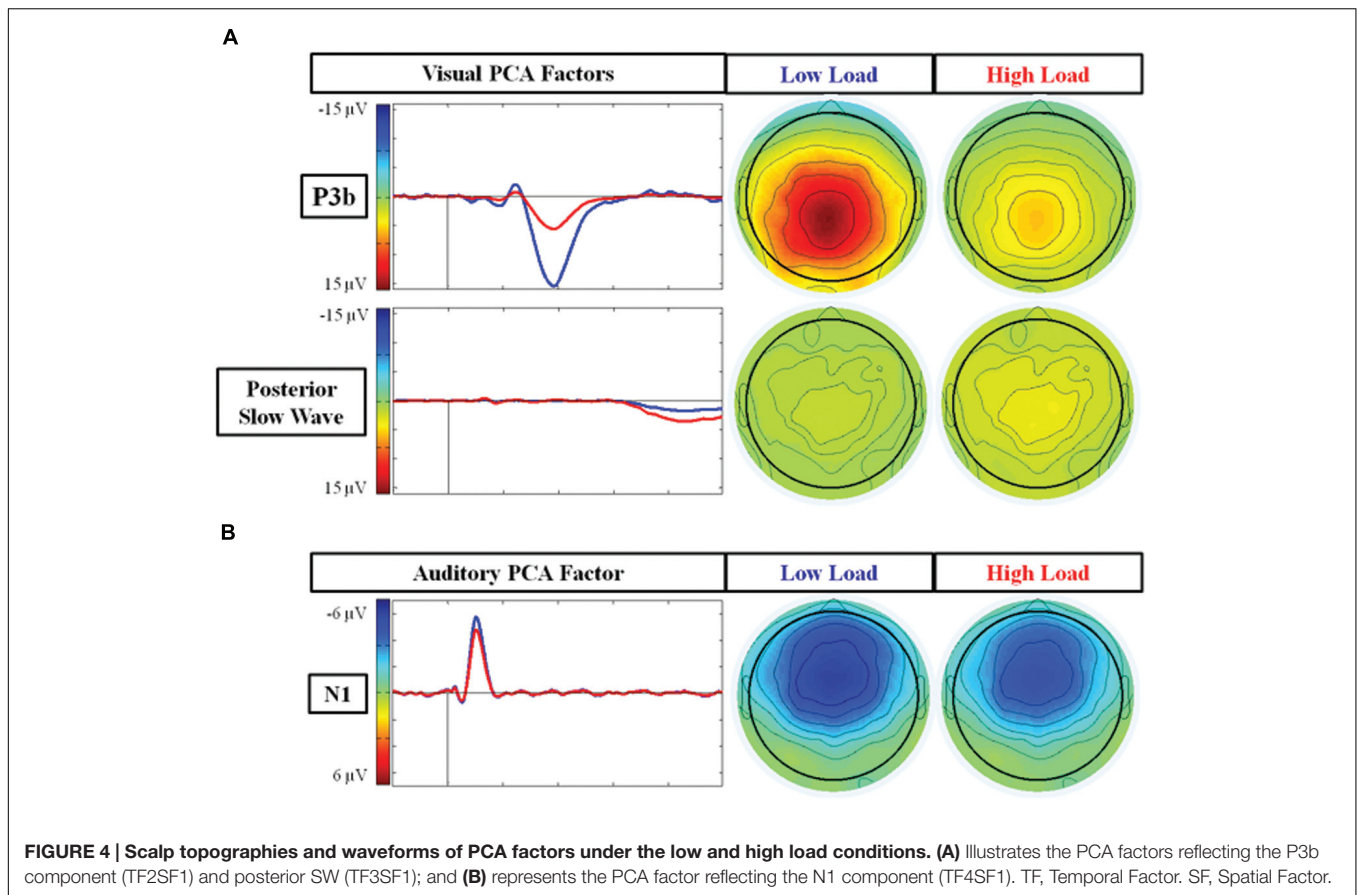 A
Visual PCA Factors
Low Load
High Load
-15 µV
P3b
15 µV
-15 µV
Posterior
Slow Wave
15 µV
B
Auditory PCA Factor
Low Load
High Load
-6 µV
N1
6 µV
FIGURE 4 | Scalp topographies and waveforms of PCA factors under the low and high load conditions. (A) Illustrates the PCA factors reflecting the P3b
component (TF2SF1) and posterior SW (TF3SF1); and (B) represents the PCA factor reflecting the N1 component (TF4SF1). TF, Temporal Factor. SF, Spatial Factor.